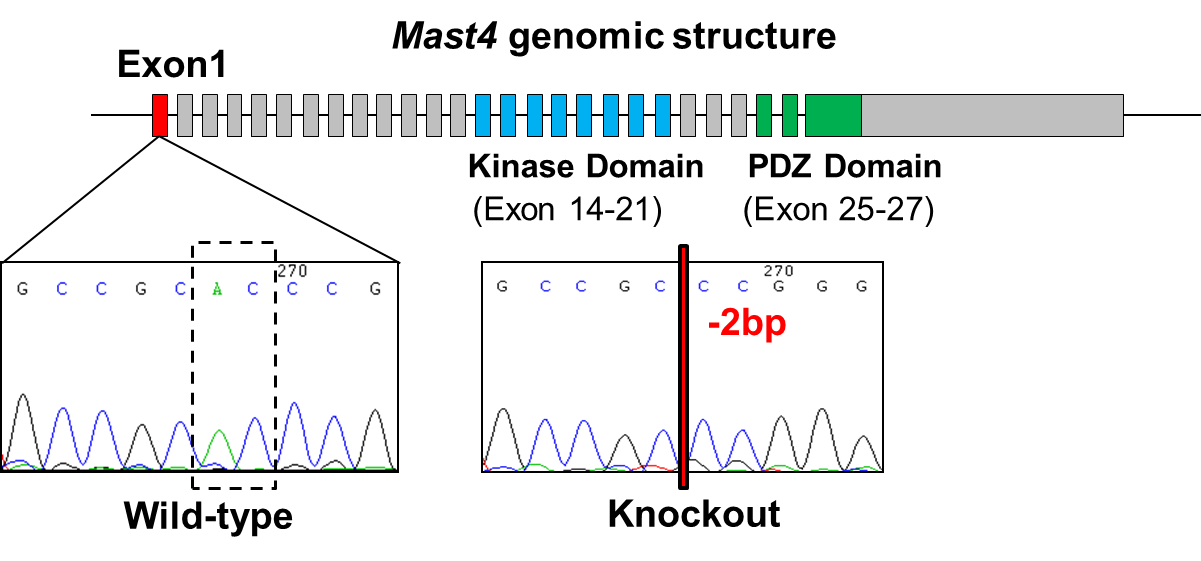 Mast4 genomic structure
Exon1
Kinase Domain
(Exon 14-21)
PDZ Domain
(Exon 25-27)
270
G C C G C A C C C G
Wild-type
270
G C C G C C C G G G
-2bp
Knockout